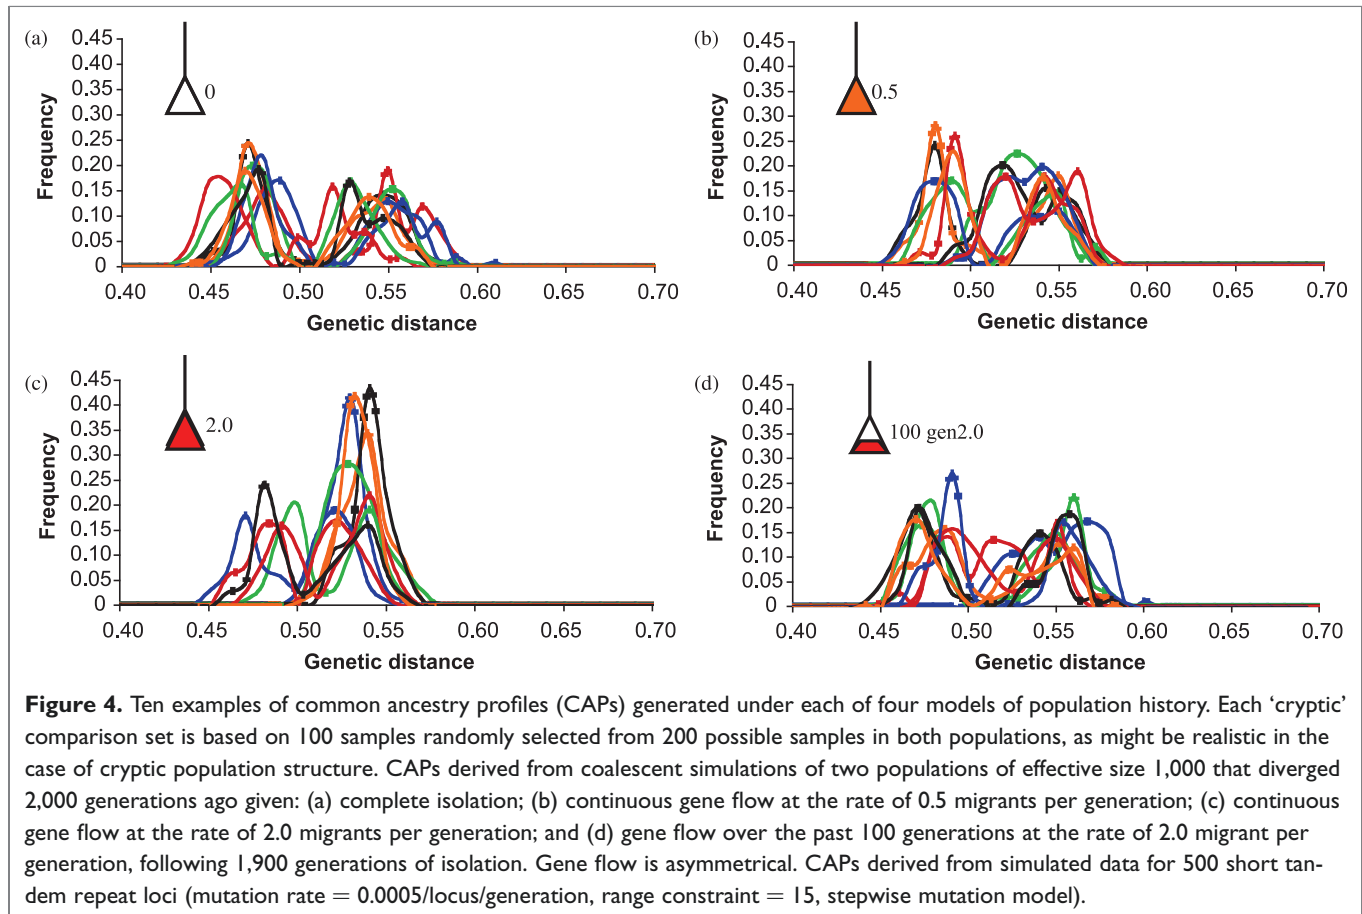 (a)
0.45
0.40
0.35
0.30
0.25
0.20
0.15
0.10
0.05
0
Frequency
0
0.40 0.45 0.50 0.55 0.60 0.65 0.70
Genetic distance
(b)
0.45
0.40
0.35
0.30
0.25
0.20
0.15
0.10
0.05
0
Frequency
0.5
0.40 0.45 0.50 0.55 0.60 0.65 0.70
Genetic distance
(c)
0.45
0.40
0.35
0.30
0.25
0.20
0.15
0.10
0.05
0
Frequency
2.0
0.40 0.45 0.50 0.55 0.60 0.65 0.70
Genetic distance
(d)
0.45
0.40
0.35
0.30
0.25
0.20
0.15
0.10
0.05
0
Frequency
100 gen2.0
0.40 0.45 0.50 0.55 0.60 0.65 0.70
Genetic distance
Figure 4. Ten examples of common ancestry profiles (CAPs) generated under each of four models of population history. Each ‘cryptic’
comparison set is based on 100 samples randomly selected from 200 possible samples in both populations, as might be realistic in the
case of cryptic population structure. CAPs derived from coalescent simulations of two populations of effective size 1,000 that diverged
2,000 generations ago given: (a) complete isolation; (b) continuous gene flow at the rate of 0.5 migrants per generation; (c) continuous
gene flow at the rate of 2.0 migrants per generation; and (d) gene flow over the past 100 generations at the rate of 2.0 migrant per
generation, following 1,900 generations of isolation. Gene flow is asymmetrical. CAPs derived from simulated data for 500 short tan-
dem repeat loci (mutation rate = 0.0005/locus/generation, range constraint = 15, stepwise mutation model).